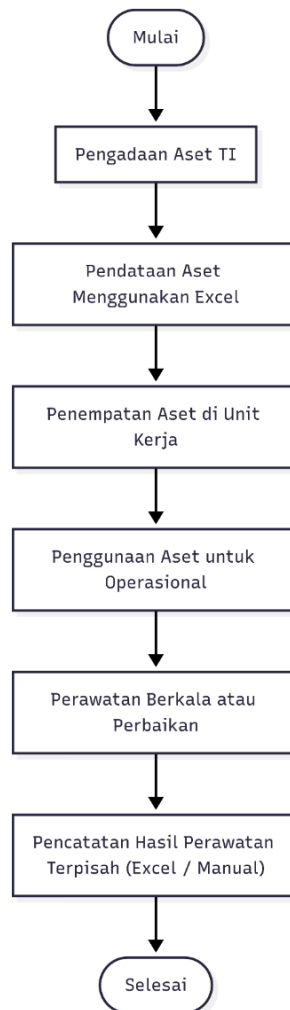 Mulai
Pengadaan Aset TI
Pendataan Aset
Menggunakan Excel
Penempatan Aset di Unit
Kerja
Penggunaan Aset untuk
Operasional
Perawatan Berkala atau
Perbaikan
Pencatatan Hasil Perawatan
Terpisah (Excel / Manual)
Selesai